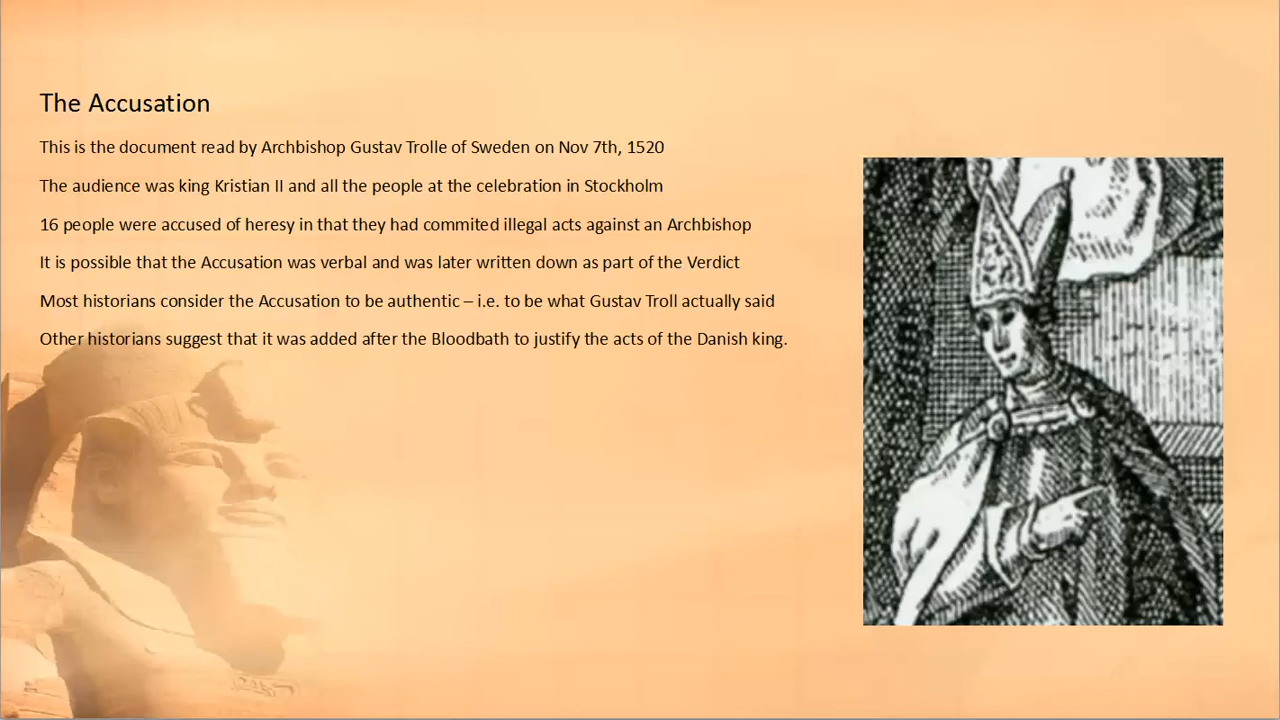 The Accusation
This is the document read by Archbishop Gustav Trolle of Sweden on Nov 7th, 1520
The audience was king Kristian II and all the people at the celebration in Stockholm
16 people were accused of heresy in that they had commited illegal acts against an Archbishop
It is possible that the Accusation was verbal and was later written down as part of the Verdict
Most historians consider the Accusation to be authentic – i.e. to be what Gustav Troll actually said
Other historians suggest that it was added after the Bloodbath to justify the acts of the Danish king.